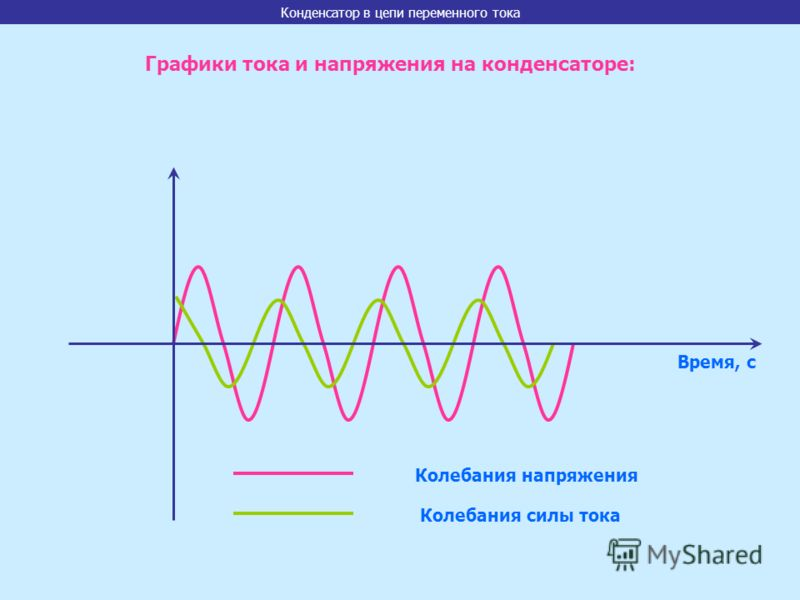 Конденсатор в цепи переменного тока
Графики тока и напряжения на конденсаторе:
Время, с
Колебания напряжения
Колебания силы тока
MyShared